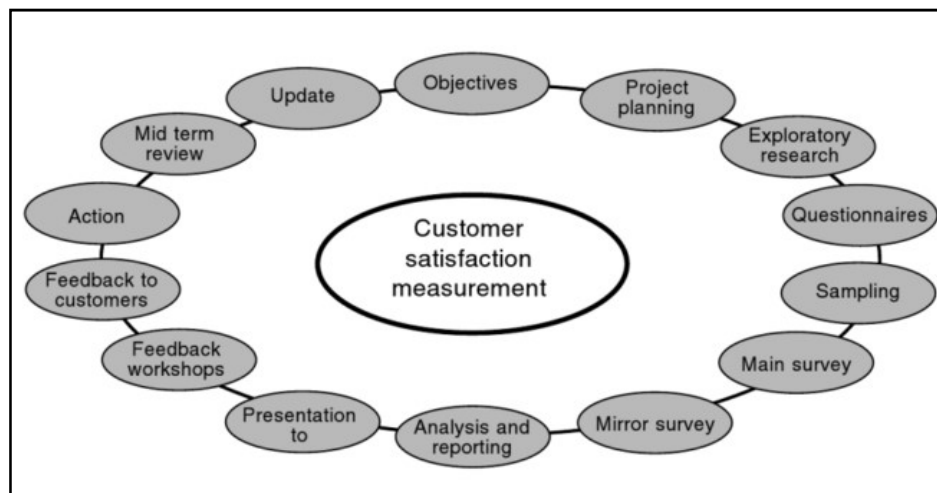 Objectives
Project
planning
Exploratory
research
Questionnaires
Sampling
Main survey
Mirror survey
Analysis and
reporting
Presentation
to
Feedback
workshops
Feedback to
customers
Action
Mid term
review
Update
Customer
satisfaction
measurement